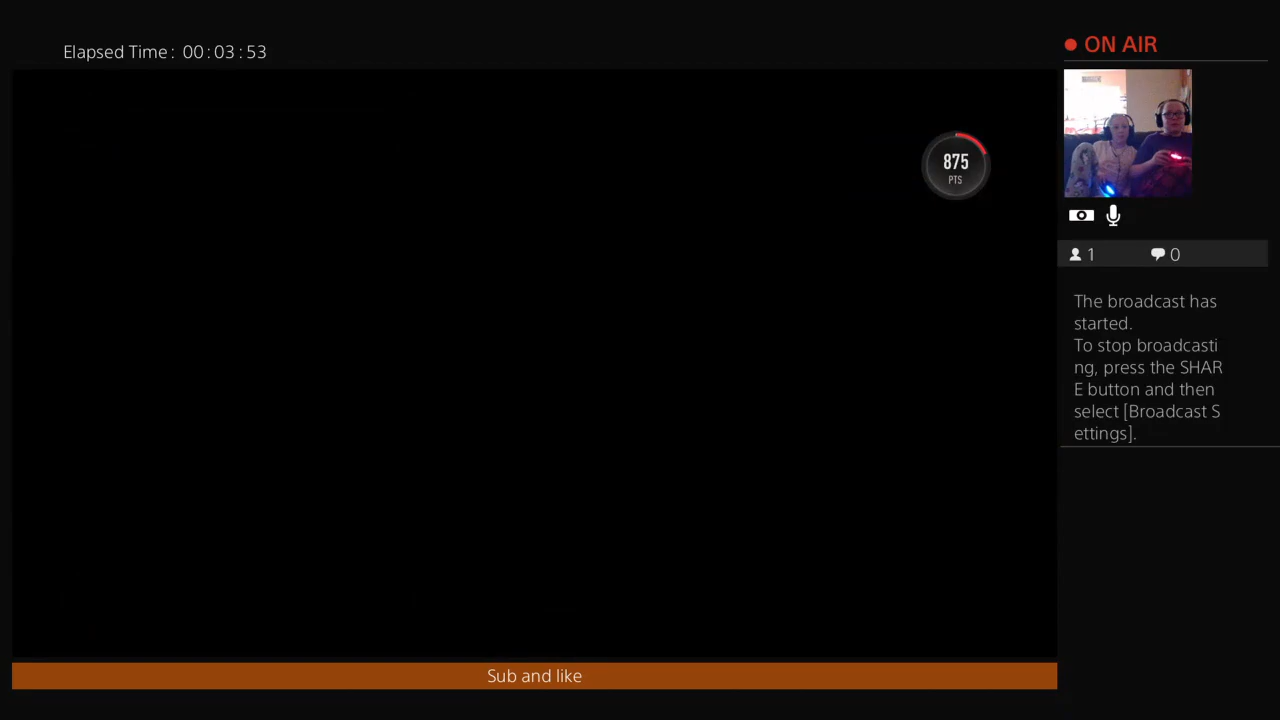 Elapsed Time: 00:03:53
ON AIR
875
PTS
1
0
The broadcast has
started.
To stop broadcasti
ng, press the SHAR
E button and then
select [Broadcast S
ettings].
Sub and like